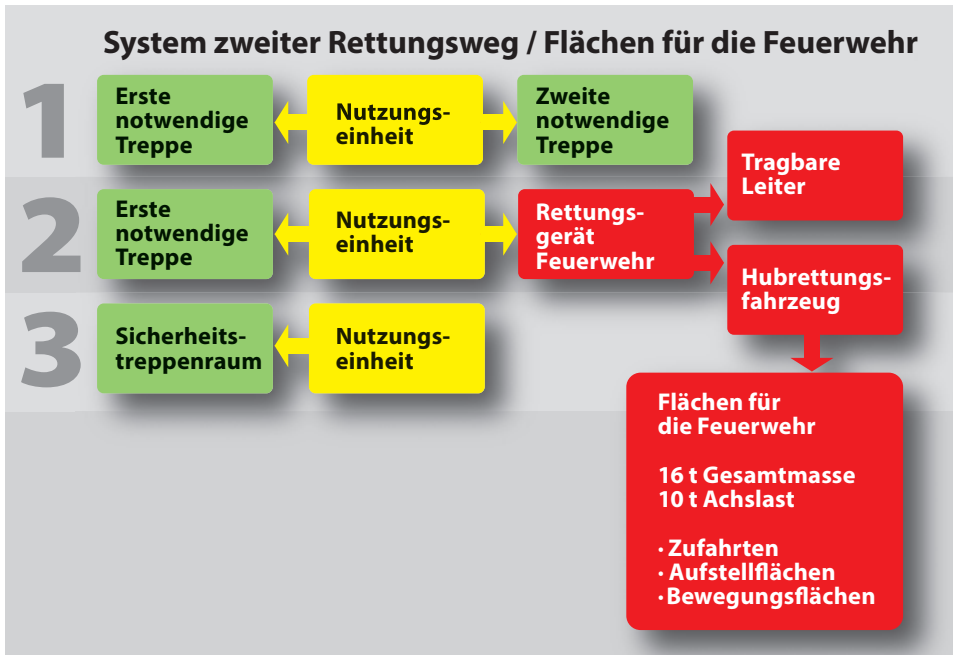 System zweiter Rettungsweg / Flächen für die Feuerwehr
1
Erste
notwendige
Treppe
Nutzungs-
einheit
Zweite
notwendige
Treppe
2
Erste
notwendige
Treppe
Nutzungs-
einheit
Rettungs-
gerät
Feuerwehr
Tragbare
Leiter
Hubrettungs-
fahrzeug
3
Sicherheits-
treppenraum
Nutzungs-
einheit
Flächen für
die Feuerwehr
16 t Gesamtmasse
10 t Achslast
· Zufahrten
· Aufstellflächen
· Bewegungsflächen